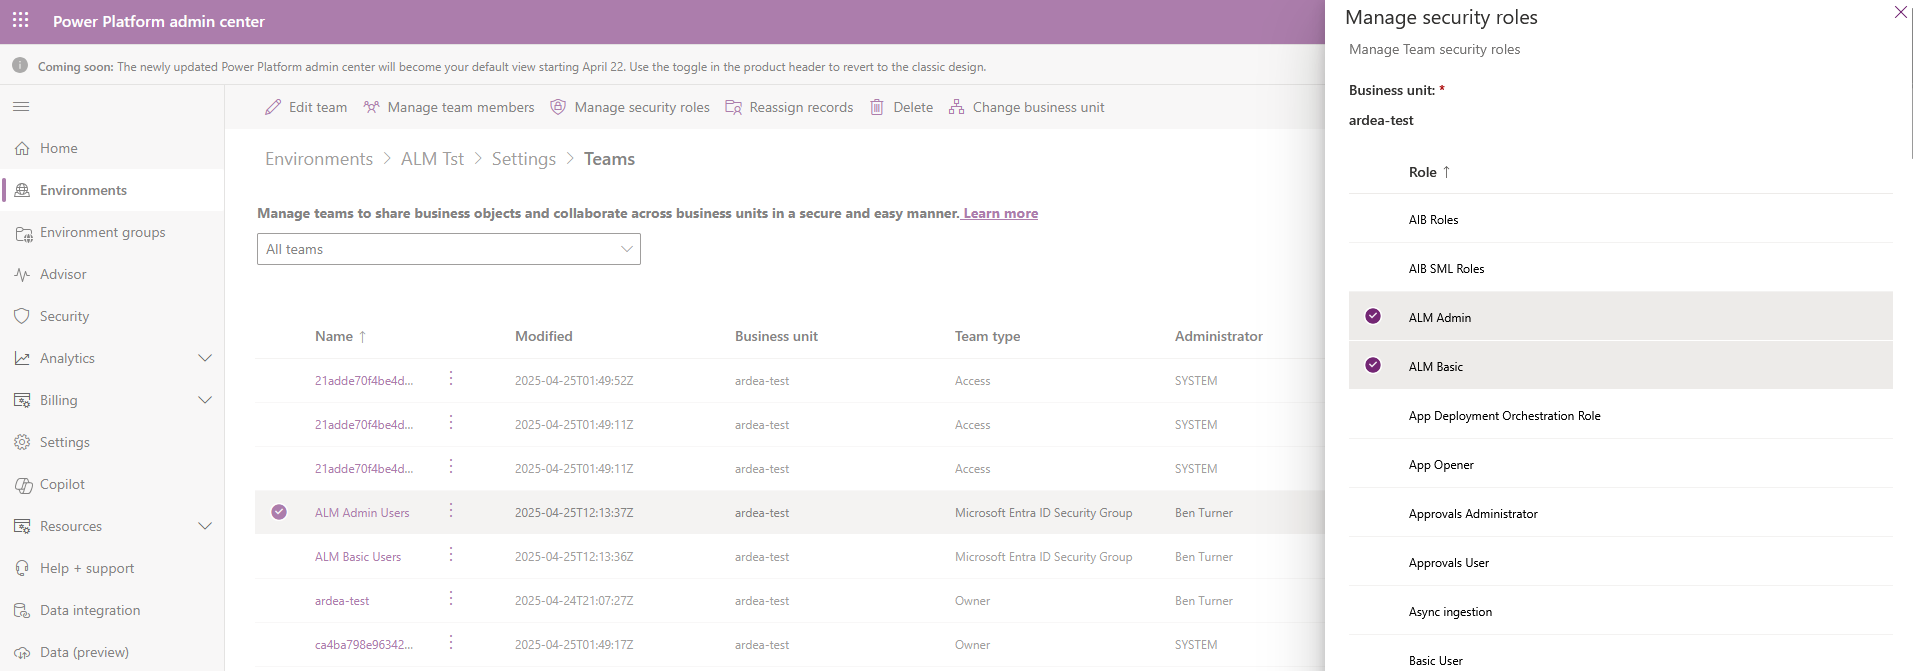 Power Platform admin center
Coming soon: The newly updated Power Platform admin center will become your default view starting April 22. Use the toggle in the product header to revert to the classic design.
Home
Environments
Environment groups
Advisor
Security
Analytics
Billing
Settings
Copilot
Resources
Help + support
Data integration
Data (preview)
Edit team Manage team members Manage security roles Reassign records Delete Change business unit
Environments > ALM Tst > Settings > Teams
Manage teams to share business objects and collaborate across business units in a secure and easy manner. Learn more
All teams
Name ↑ Modified Business unit Team type Administrator
21adde70f4be4d... 2025-04-25T01:49:52Z ardea-test Access SYSTEM
21adde70f4be4d... 2025-04-25T01:49:11Z ardea-test Access SYSTEM
21adde70f4be4d... 2025-04-25T01:49:11Z ardea-test Access SYSTEM
ALM Admin Users 2025-04-25T12:13:37Z ardea-test Microsoft Entra ID Security Group Ben Turner
ALM Basic Users 2025-04-25T12:13:36Z ardea-test Microsoft Entra ID Security Group Ben Turner
ardea-test 2025-04-24T21:07:27Z ardea-test Owner Ben Turner
ca4ba798e96342... 2025-04-25T01:49:17Z ardea-test Owner SYSTEM
Manage security roles
Manage Team security roles
Business unit: *
ardea-test
Role ↑
AIB Roles
AIB SML Roles
ALM Admin
ALM Basic
App Deployment Orchestration Role
App Opener
Approvals Administrator
Approvals User
Async ingestion
Basic User